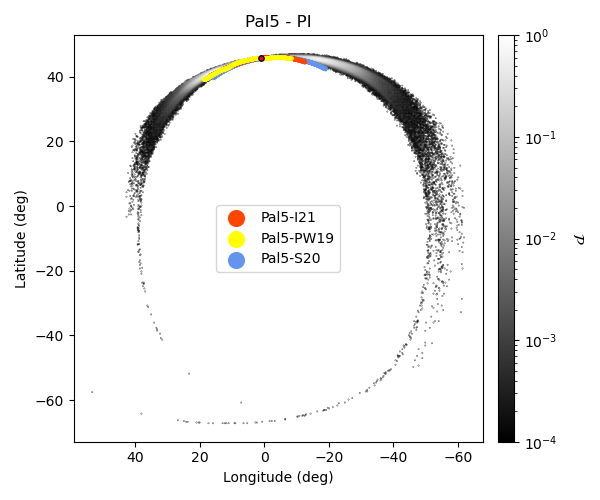 Pal5 - PI
Latitude (deg)
40
20
0
−20
−40
−60
Pal5-I21
Pal5-PW19
Pal5-S20
40
20
0
−20
−40
−60
Longitude (deg)
10⁰
10⁻¹
10⁻²
10⁻³
10⁻⁴
𝒫